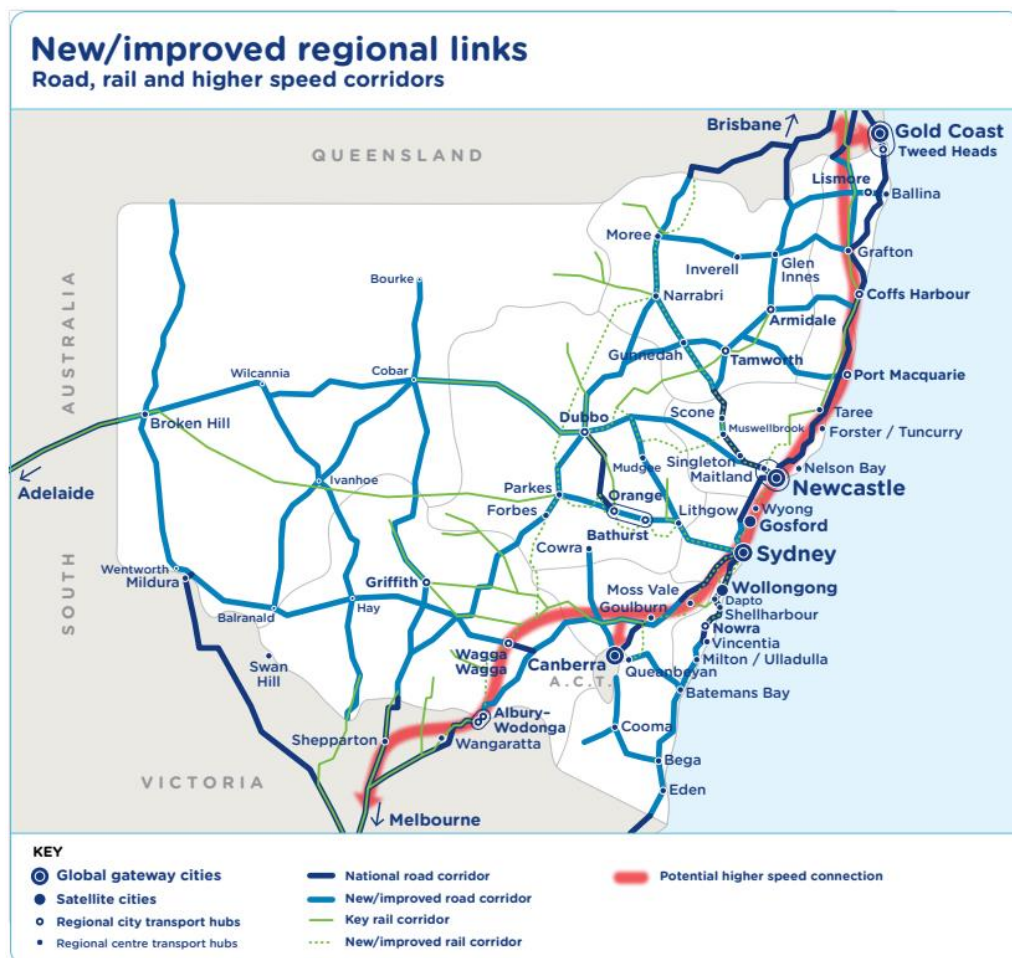 New/improved regional links
Road, rail and higher speed corridors
Brisbane
Gold Coast
Tweed Heads
QUEENSLAND
Lismore
Ballina
Moree
Inverell
Glen
Innes
Grafton
Bourke
Narrabri
Coffs Harbour
Armidale
AUSTRALIA
Gunnedah
Tamworth
Wilcannia
Cobar
Port Macquarie
Broken Hill
Dubbo
Scone
Taree
Muswellbrook
Forster / Tuncurry
Adelaide
Mudgee
Singleton
Maitland
Nelson Bay
Newcastle
Ivanhoe
Parkes
Orange
Forbes
Lithgow
Wyong
Gosford
Bathurst
Cowra
Sydney
SOUTH
Wentworth
Mildura
Griffith
Moss Vale
Wollongong
Dapto
Shellharbour
Balranald
Hay
Goulburn
Nowra
Vincentia
Swan
Hill
Wagga
Wagga
Canberra
A.C.T.
Queanbeyan
Milton / Ulladulla
Batemans Bay
Albury-
Wodonga
Cooma
Shepparton
Wangaratta
Bega
VICTORIA
Eden
Melbourne
KEY
Global gateway cities
Satellite cities
Regional city transport hubs
Regional centre transport hubs
National road corridor
New/improved road corridor
Key rail corridor
New/improved rail corridor
Potential higher speed connection